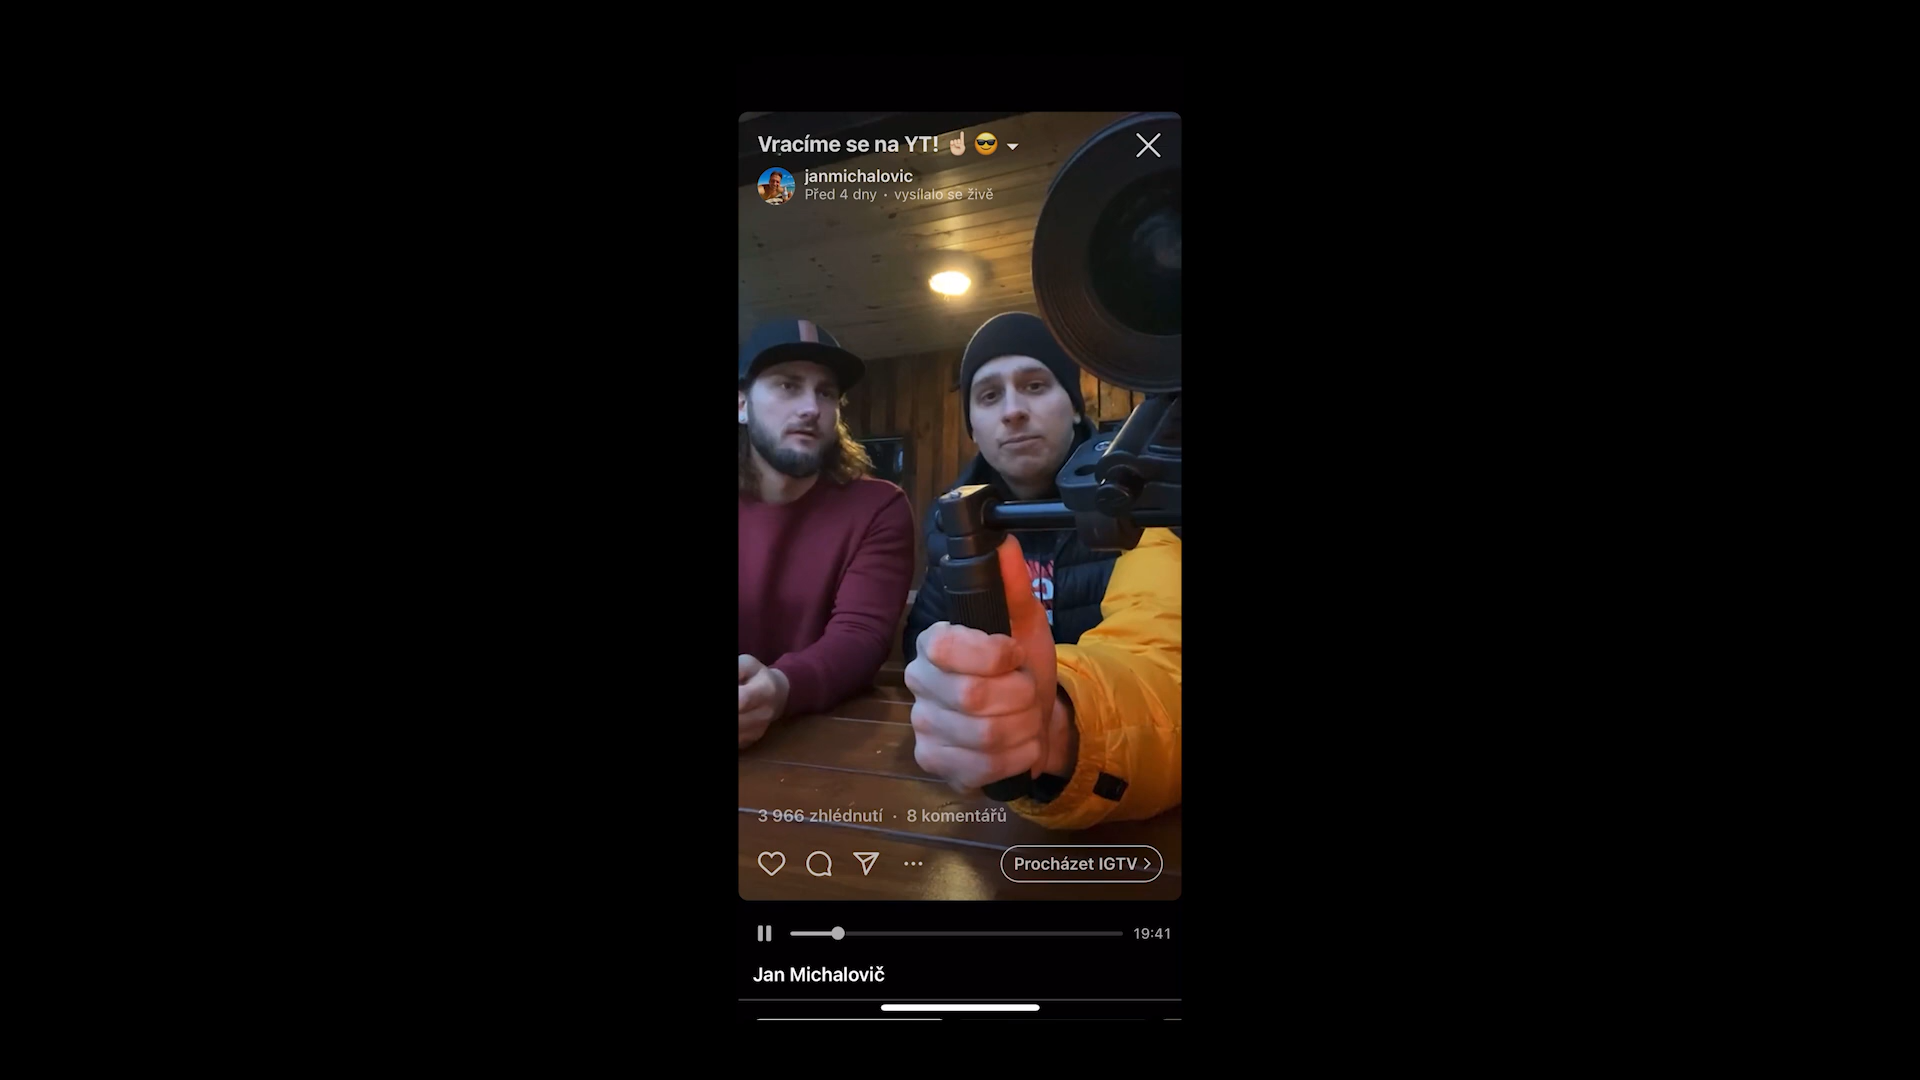 Vracíme se na YT! ☝🏻 😎
janmichalovic
Před 4 dny · vysílalo se živě
3 966 zhlédnutí · 8 komentářů
Procházet IGTV >
19:41
Jan Michalovič